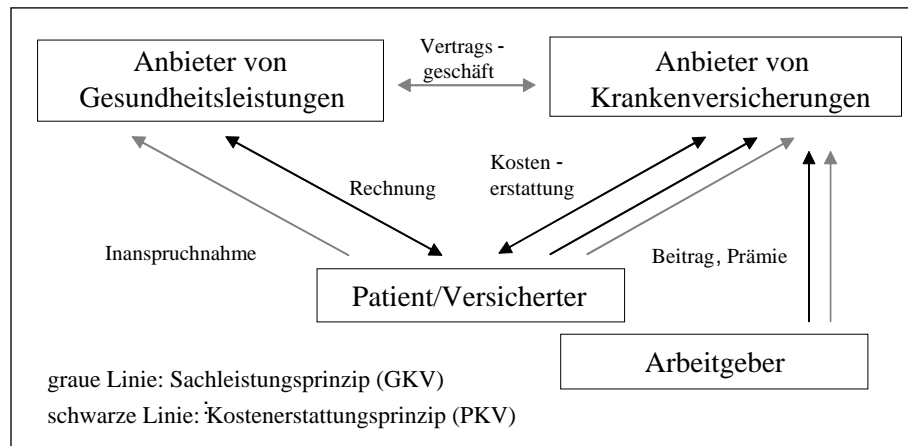 Anbieter von
Gesundheitsleistungen
Vertrags -
geschäft
Anbieter von
Krankenversicherungen
Rechnung
Kosten -
erstattung
Inanspruchnahme
Beitrag, Prämie
Patient/Versicherter
Arbeitgeber
graue Linie: Sachleistungsprinzip (GKV)
schwarze Linie: Kostenerstattungsprinzip (PKV)